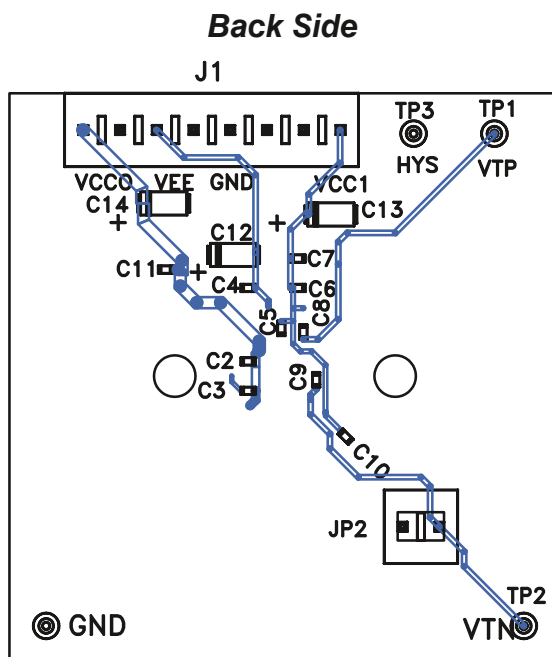 Back Side
J1
TP3 TP1
HYS VTP
VCCO VEE GND VCC1
C14 C13
+ +
C12
C7
C11 + C4 C6
C5 C8
C2
C3 C9
C10
JP2
TP2
GND VTN